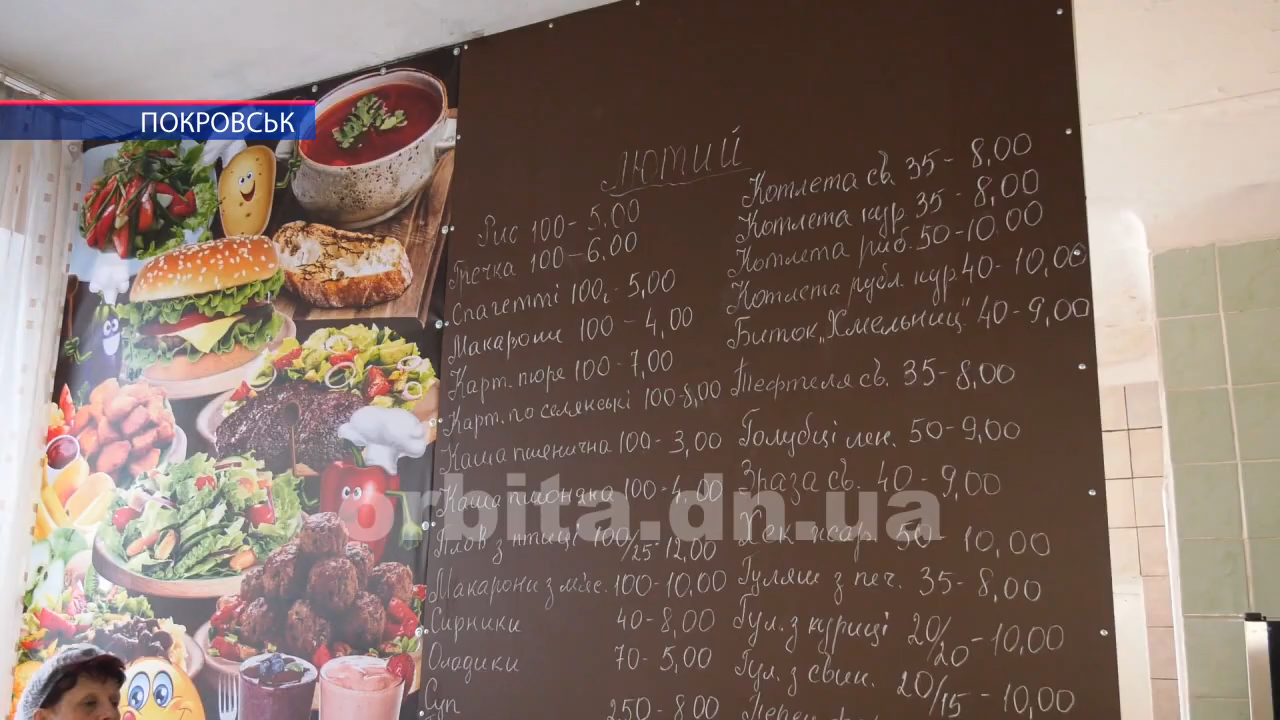 ПОКРОВСЬК
Лютий
Рис 100 - 5,00
Гречка 100 - 6,00
Спагетті 100г - 5,00
Макарони 100 - 4,00
Карт. пюре 100 - 7,00
Карт. по селянські 100 - 8,00
Каша пшенична 100 - 3,00
Каша пшоняна 100 - 4,00
Плов з птиці 100/25 - 12,00
Макарони з м'яс. 100 - 10,00
Сирники 40 - 8,00
Оладики 70 - 5,00
Суп 250 - 8,00
Котлета св. 35 - 8,00
Котлета кур. 35 - 8,00
Котлета риб. 50 - 10,00
Котлета рубл. кур 40 - 10,00
Биток „Хмельниц" 40 - 9,00
Тефтеля св. 35 - 8,00
Голубці лен. 50 - 9,00
Зраза св. 40 - 9,00
Хек жар. 50 10,00
Гуляш з печ. 35 - 8,00
Гул. з куриці 20/20 - 10,00
Гул. з свин. 20/15 - 10,00
orbita.dn.ua